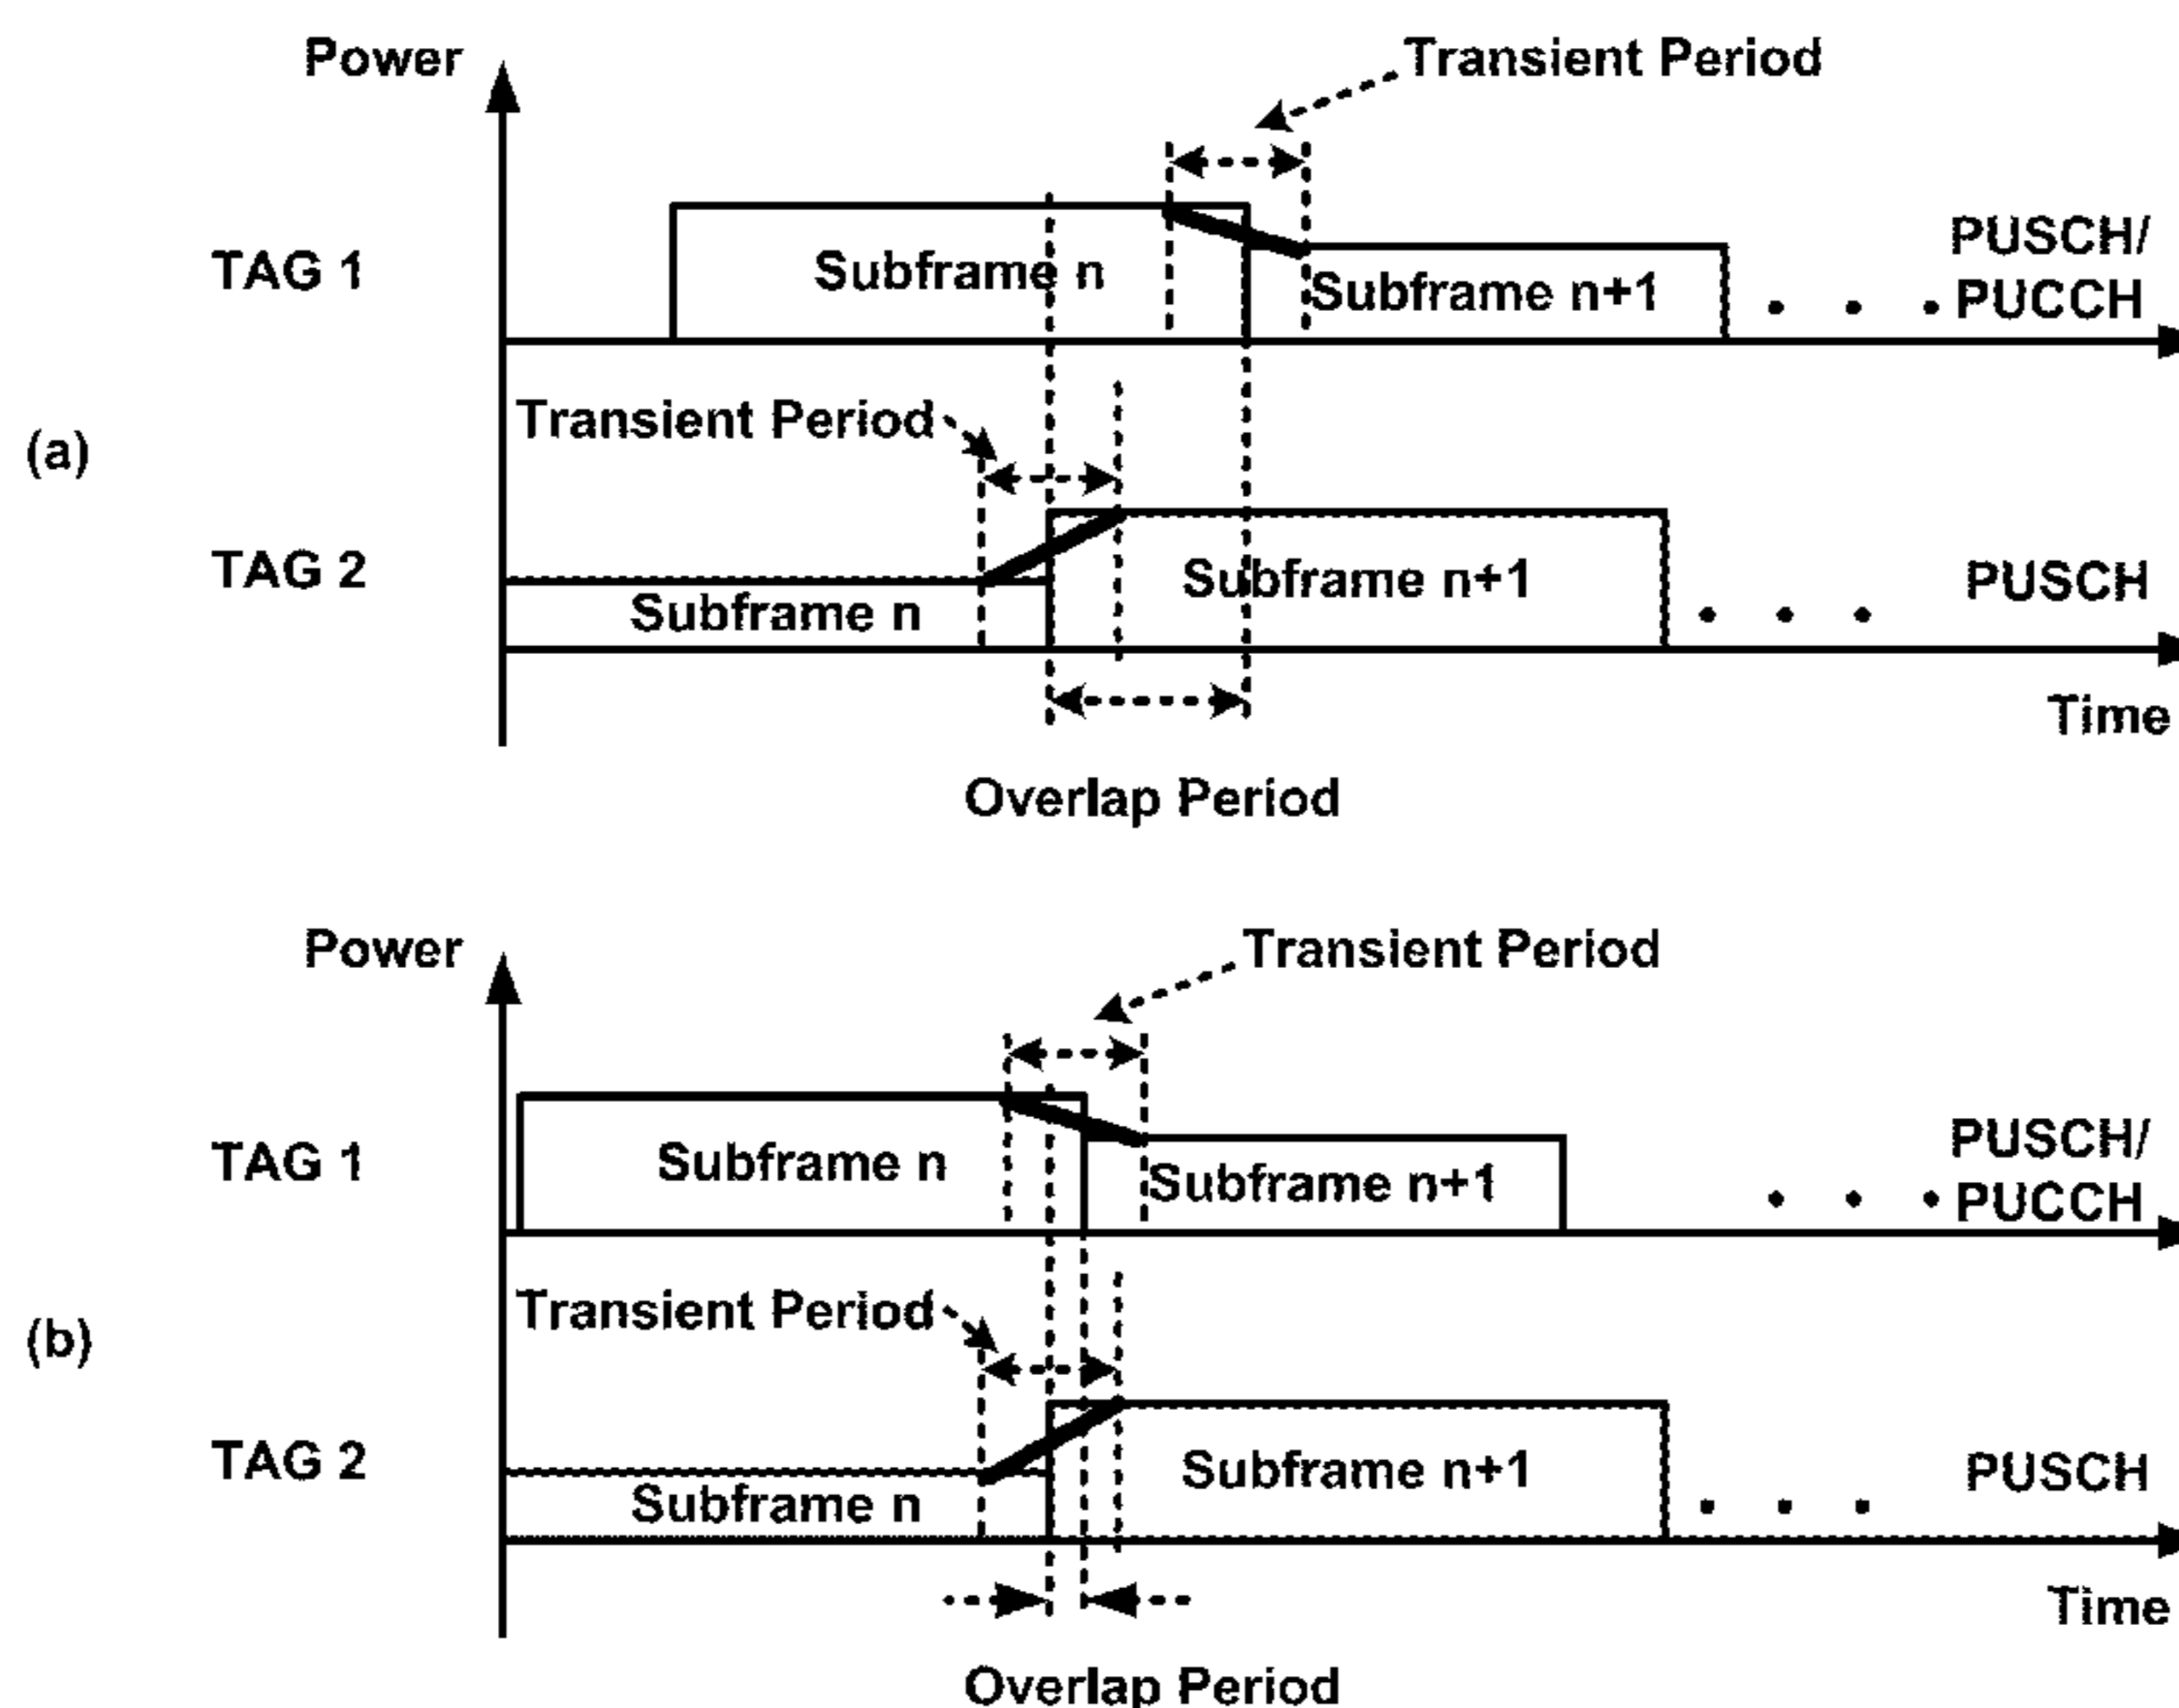 Power
Transient Period
TAG 1
Subframe n
Subframe n+1
PUSCH/
PUCCH
(a)
Transient Period
TAG 2
Subframe n
Subframe n+1
PUSCH
Time
Overlap Period
Power
Transient Period
TAG 1
Subframe n
Subframe n+1
PUSCH/
PUCCH
(b)
Transient Period
TAG 2
Subframe n
Subframe n+1
PUSCH
Time
Overlap Period